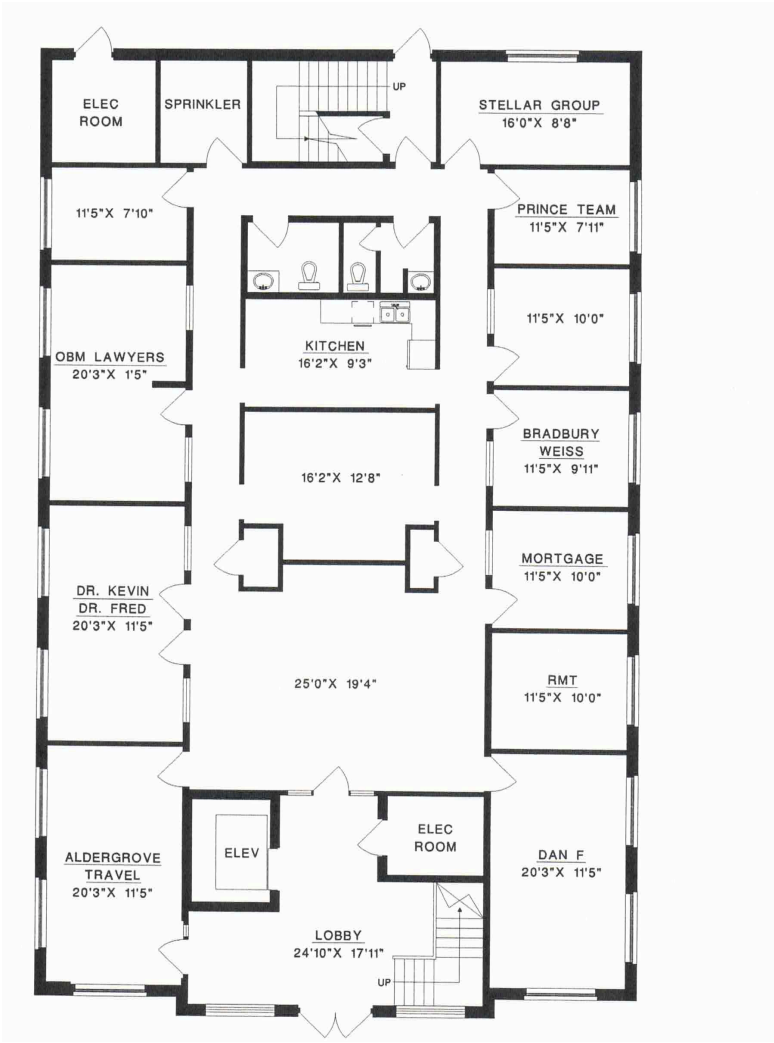 ELEC
ROOM
SPRINKLER
UP
STELLAR GROUP
16'0"X 8'8"
11'5"X 7'10"
PRINCE TEAM
11'5"X 7'11"
11'5"X 10'0"
OBM LAWYERS
20'3"X 1'5"
KITCHEN
16'2"X 9'3"
BRADBURY
WEISS
11'5"X 9'11"
16'2"X 12'8"
MORTGAGE
11'5"X 10'0"
DR. KEVIN
DR. FRED
20'3"X 11'5"
25'0"X 19'4"
RMT
11'5"X 10'0"
ELEV
ELEC
ROOM
ALDERGROVE
TRAVEL
20'3"X 11'5"
DAN F
20'3"X 11'5"
LOBBY
24'10"X 17'11"
UP